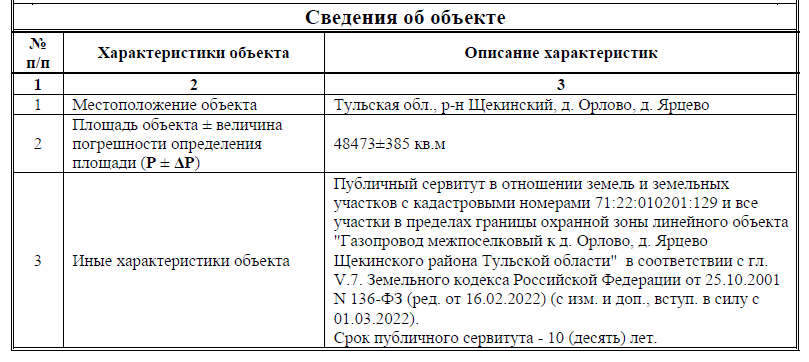 Сведения об объекте
№ п/п Характеристики объекта Описание характеристик
1 2 3
1 Местоположение объекта Тульская обл., р-н Щекинский, д. Орлово, д. Ярцево
2 Площадь объекта ± величина
погрешности определения
площади (P ± ΔP)
48473±385 кв.м
3 Иные характеристики объекта
Публичный сервитут в отношении земель и земельных
участков с кадастровыми номерами 71:22:010201:129 и все
участки в пределах границы охранной зоны линейного объекта
"Газопровод межпоселковый к д. Орлово, д. Ярцево
Щекинского района Тульской области" в соответствии с гл.
V.7. Земельного кодекса Российской Федерации от 25.10.2001
N 136-ФЗ (ред. от 16.02.2022) (с изм. и доп., вступ. в силу с
01.03.2022).
Срок публичного сервитута - 10 (десять) лет.